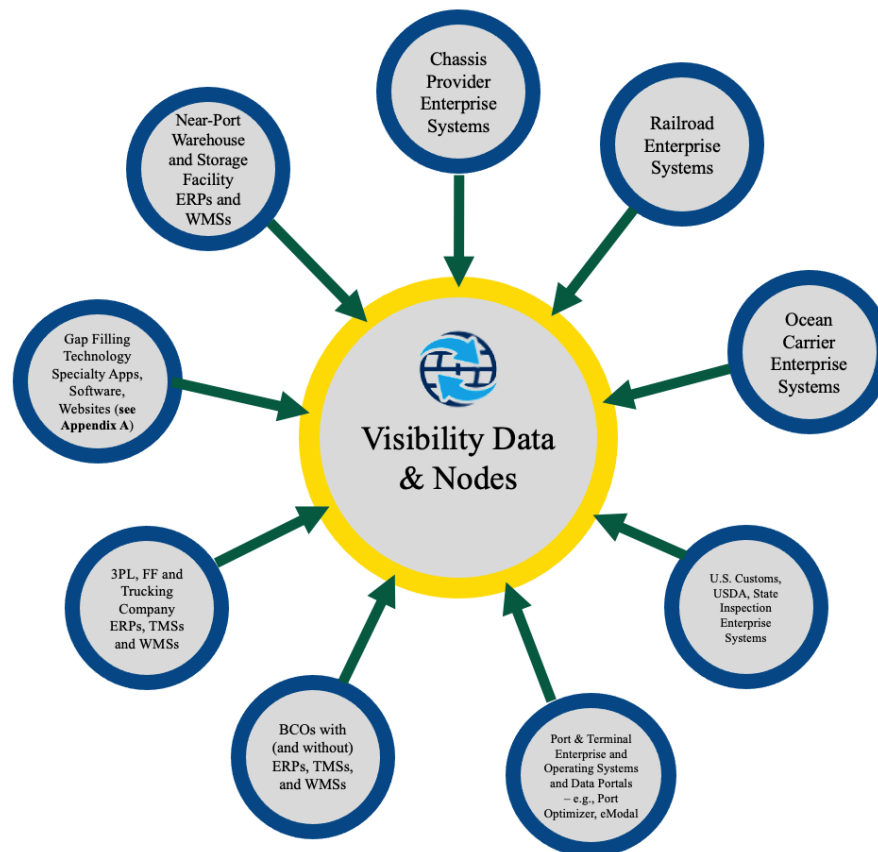 Chassis
Provider
Enterprise
Systems
Railroad
Enterprise
Systems
Near-Port
Warehouse
and Storage
Facility
ERPs and
WMSs
Ocean
Carrier
Enterprise
Systems
Gap Filling
Technology
Specialty Apps,
Software,
Websites (see
Appendix A)
Visibility Data
& Nodes
U.S. Customs,
USDA, State
Inspection
Enterprise
Systems
3PL, FF and
Trucking
Company
ERPs, TMSs
and WMSs
BCOs with
(and without)
ERPs, TMSs,
and WMSs
Port & Terminal
Enterprise and
Operating Systems
and Data Portals
– e.g., Port
Optimizer, eModal